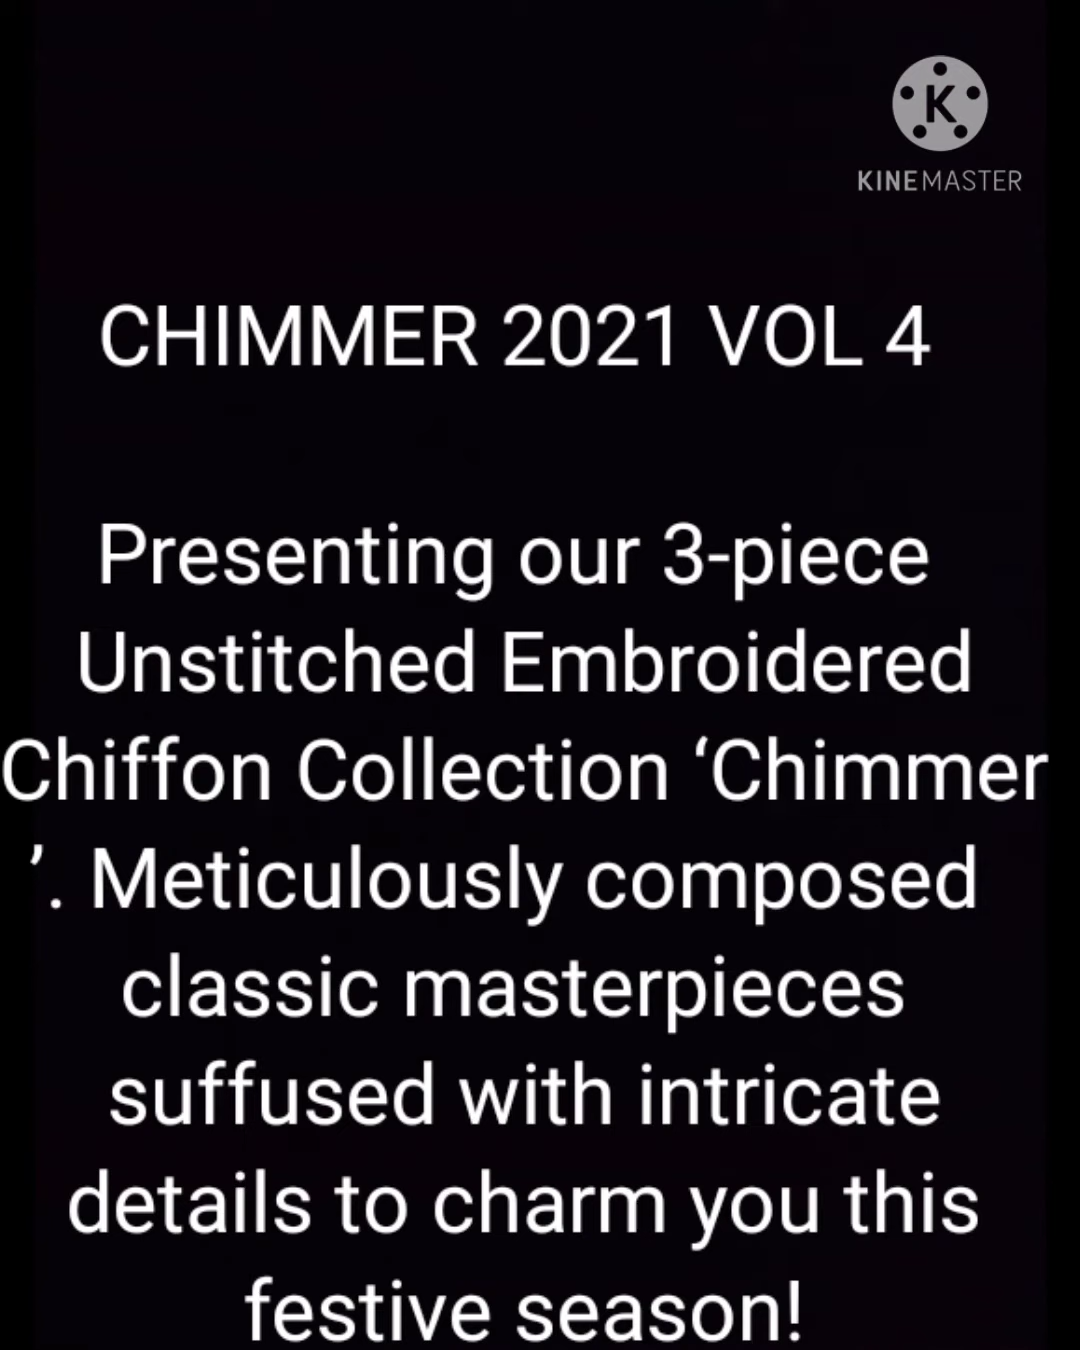 K
KINEMASTER
CHIMMER 2021 VOL 4
Presenting our 3-piece
Unstitched Embroidered
Chiffon Collection ‘Chimmer
’. Meticulously composed
classic masterpieces
suffused with intricate
details to charm you this
festive season!